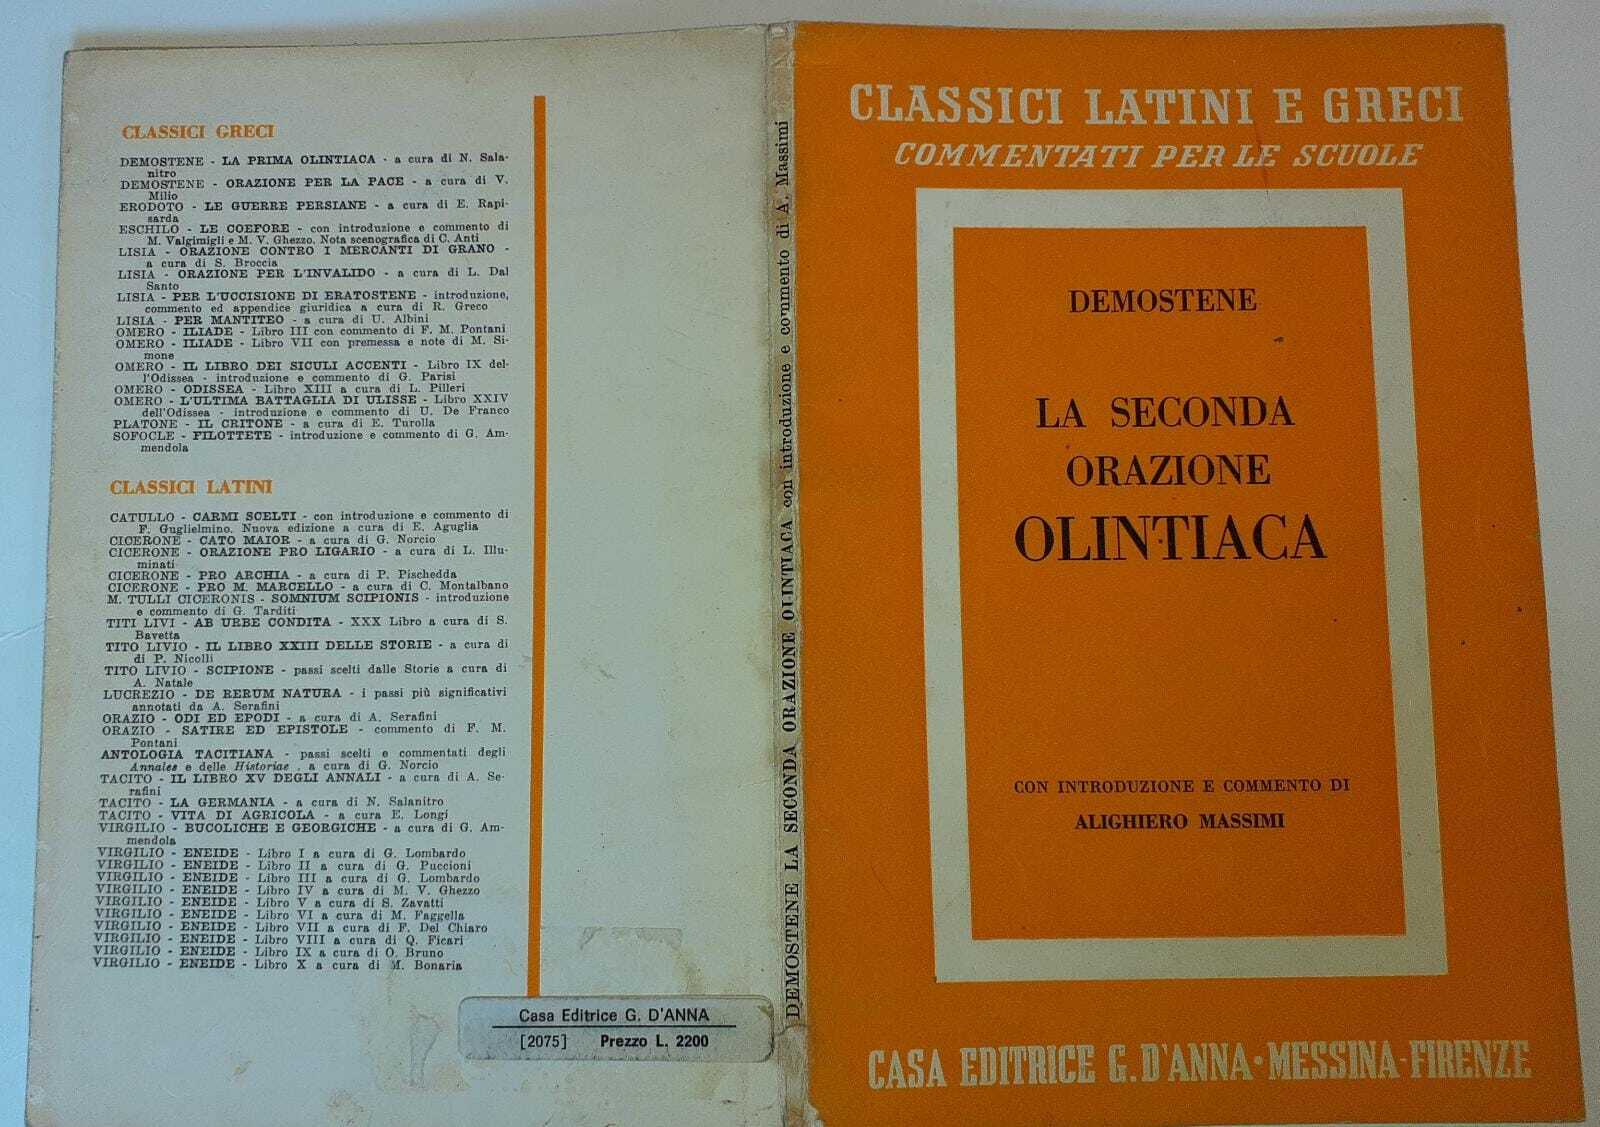 CLASSICI GRECI
DEMOSTENE - LA PRIMA OLINTIACA - a cura di N. Sala-
nitro
DEMOSTENE - ORAZIONE PER LA PACE - a cura di V.
Milio
ERODOTO - LE GUERRE PERSIANE - a cura di E. Rapi-
sarda
ESCHILO - LE COEFORE - con introduzione e commento di
M. Valgimigli e M. V. Ghezzo. Nota scenografica di C. Anti
LISIA - ORAZIONE CONTRO I MERCANTI DI GRANO -
a cura di S. Broccia
LISIA - ORAZIONE PER L'INVALIDO - a cura di L. Dal
Santo
LISIA - PER L'UCCISIONE DI ERATOSTENE - introduzione,
commento ed appendice giuridica a cura di R. Greco
LISIA - PER MANTITEO - a cura di U. Albini
OMERO - ILIADE - Libro III con commento di F. M. Pontani
OMERO - ILIADE - Libro VII con premessa e note di M. Si-
mone
OMERO - IL LIBRO DEI SICULI ACCENTI - Libro IX del-
l'Odissea - introduzione e commento di G. Parisi
OMERO - ODISSEA - Libro XIII a cura di L. Pilleri
OMERO - L'ULTIMA BATTAGLIA DI ULISSE - Libro XXIV
dell'Odissea - introduzione e commento di U. De Franco
PLATONE - IL CRITONE - a cura di E. Turolla
SOFOCLE - FILOTTETE - introduzione e commento di G. Am-
mendola
CLASSICI LATINI
CATULLO - CARMI SCELTI - con introduzione e commento di
F. Guglielmino. Nuova edizione a cura di E. Aguglia
CICERONE - CATO MAIOR - a cura di G. Norcio
CICERONE - ORAZIONE PRO LIGARIO - a cura di L. Illu-
minati
CICERONE - PRO ARCHIA - a cura di P. Pischedda
CICERONE - PRO M. MARCELLO - a cura di C. Montalbano
M. TULLI CICERONIS - SOMNIUM SCIPIONIS - introduzione
e commento di G. Tarditi
TITI LIVI - AB URBE CONDITA - XXX Libro a cura di S.
Bavetta
TITO LIVIO - IL LIBRO XXIII DELLE STORIE - a cura di
di P. Nicolli
TITO LIVIO - SCIPIONE - passi scelti dalle Storie a cura di
A. Natale
LUCREZIO - DE RERUM NATURA - i passi più significativi
annotati da A. Serafini
ORAZIO - ODI ED EPODI - a cura di A. Serafini
ORAZIO - SATIRE ED EPISTOLE - commento di F. M.
Pontani
ANTOLOGIA TACITIANA - passi scelti e commentati degli
Annales e delle Historiae . a cura di G. Norcio
TACITO - IL LIBRO XV DEGLI ANNALI - a cura di A. Se-
rafini
TACITO - LA GERMANIA - a cura di N. Salanitro
TACITO - VITA DI AGRICOLA - a cura E. Longi
VIRGILIO - BUCOLICHE E GEORGICHE - a cura di G. Am-
mendola
VIRGILIO - ENEIDE - Libro I a cura di G. Lombardo
VIRGILIO - ENEIDE - Libro II a cura di G. Puccioni
VIRGILIO - ENEIDE - Libro III a cura di G. Lombardo
VIRGILIO - ENEIDE - Libro IV a cura di M. V. Ghezzo
VIRGILIO - ENEIDE - Libro V a cura di S. Zavatti
VIRGILIO - ENEIDE - Libro VI a cura di M. Faggella
VIRGILIO - ENEIDE - Libro VII a cura di F. Del Chiaro
VIRGILIO - ENEIDE - Libro VIII a cura di Q. Ficari
VIRGILIO - ENEIDE - Libro IX a cura di O. Bruno
VIRGILIO - ENEIDE - Libro X a cura di M. Bonaria
Casa Editrice G. D'ANNA
[2075] Prezzo L. 2200
DEMOSTENE LA SECONDA ORAZIONE OLINTIACA con introduzione e commento di A. Massimi
CLASSICI LATINI E GRECI
COMMENTATI PER LE SCUOLE
DEMOSTENE
LA SECONDA
ORAZIONE
OLINTIACA
CON INTRODUZIONE E COMMENTO DI
ALIGHIERO MASSIMI
CASA EDITRICE G. D'ANNA • MESSINA-FIRENZE